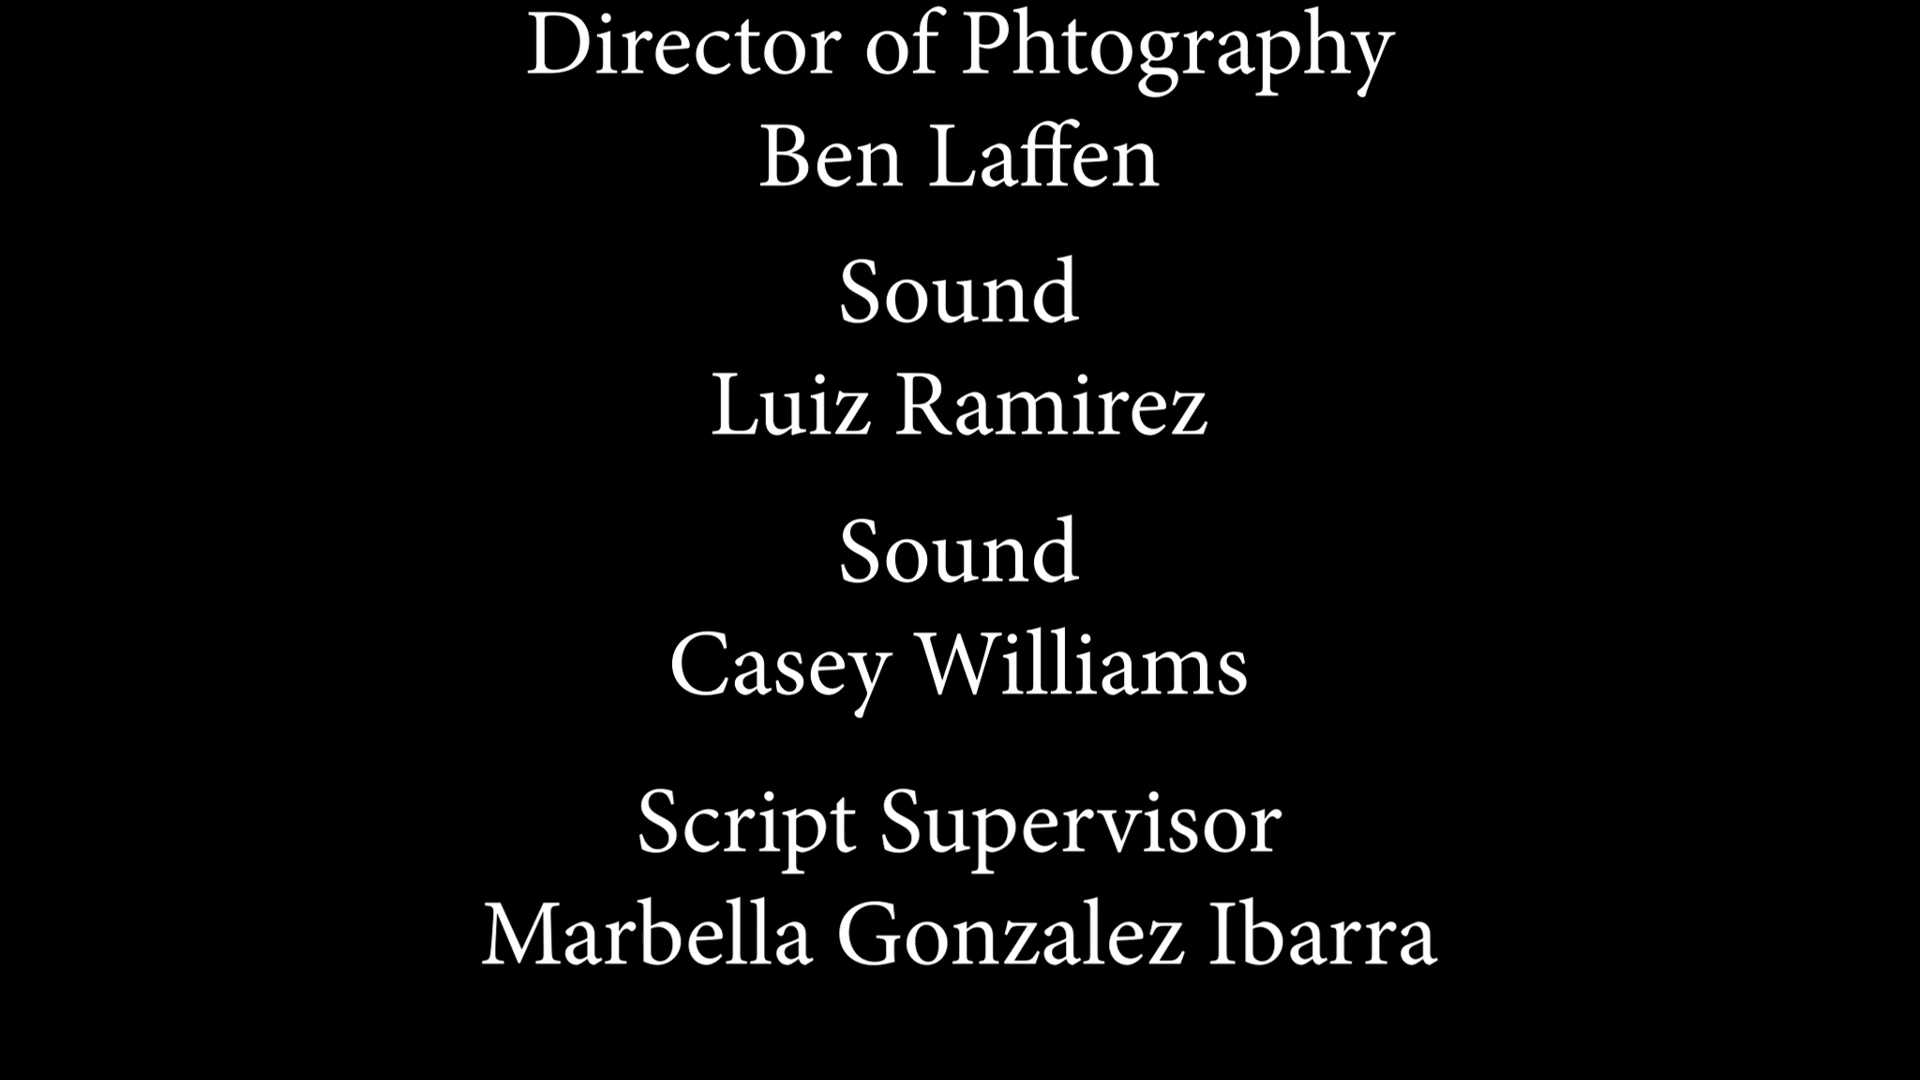 Director of Phtography
Ben Laffen
Sound
Luiz Ramirez
Sound
Casey Williams
Script Supervisor
Marbella Gonzalez Ibarra